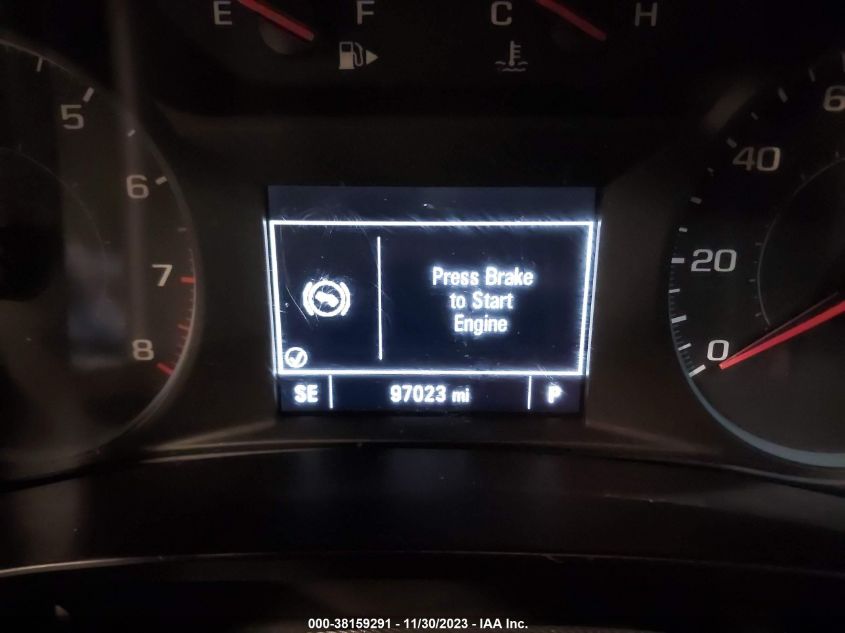 E F C H
5
6
7
8
6
40
20
0
Press Brake
to Start
Engine
SE 97023 mi P
000-38159291 - 11/30/2023 - IAA Inc.